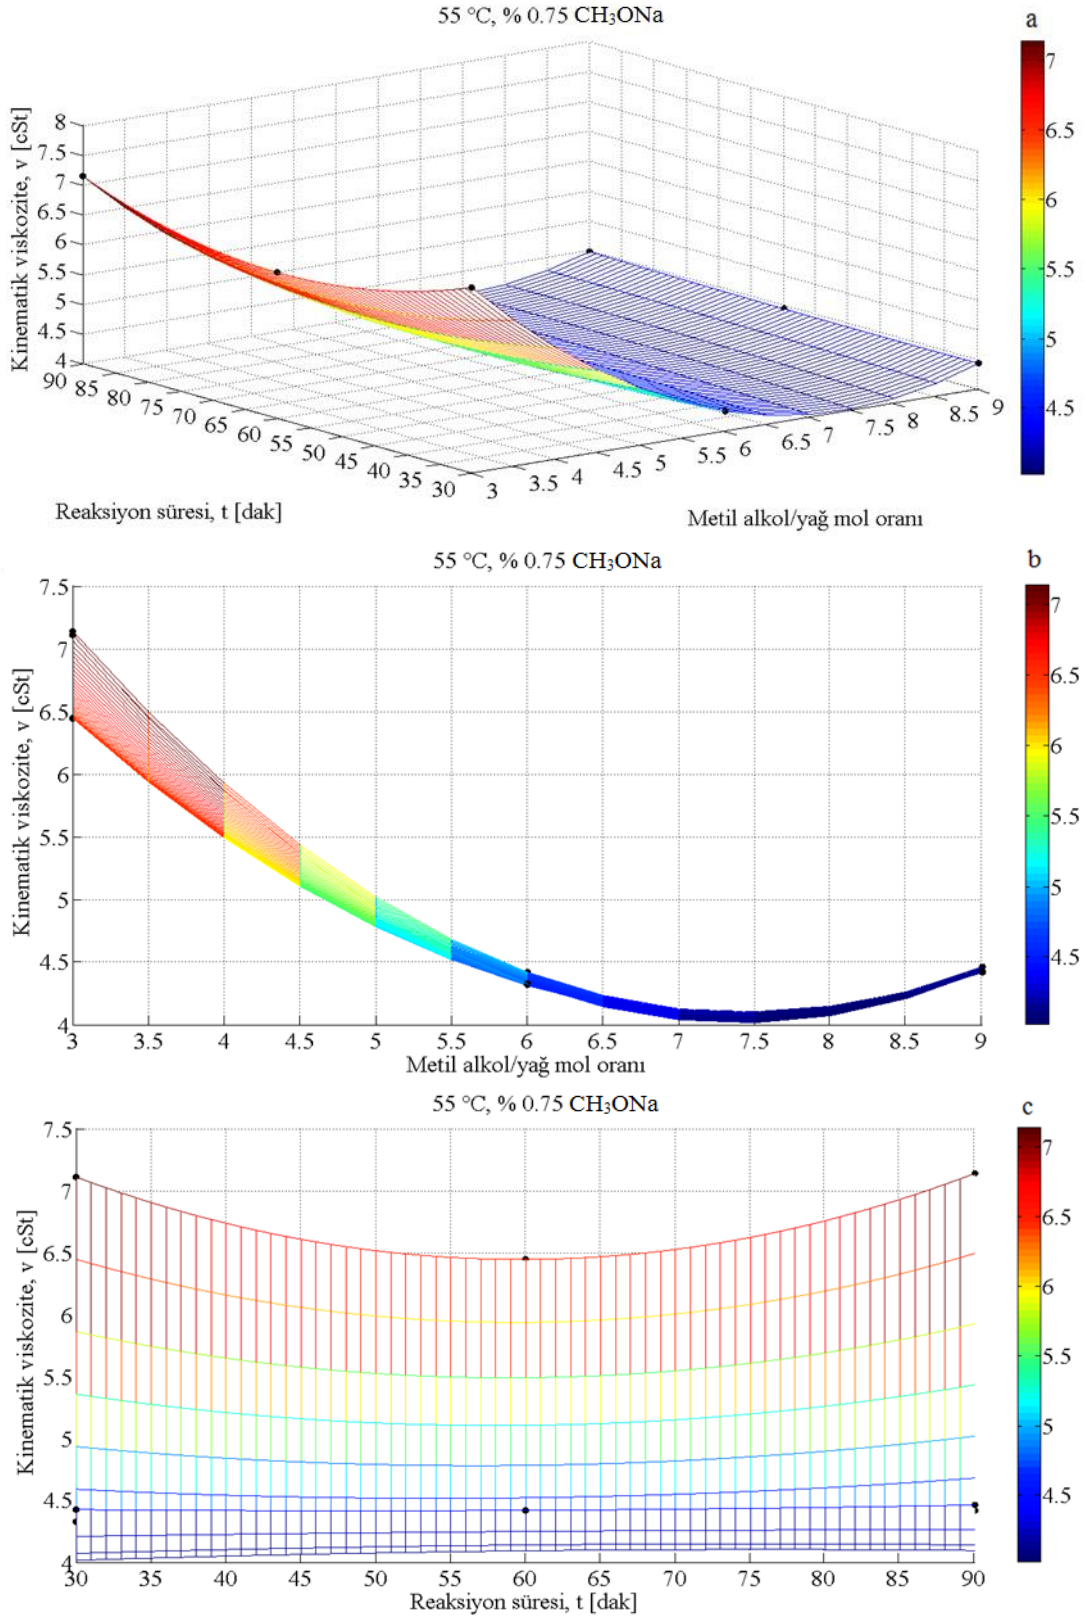 55 °C, % 0.75 CH₃ONa
a
Kinematik viskozite, v [cSt]
8
7.5
7
6.5
6
5.5
5
4.5
4
90 85 80 75 70 65 60 55 50 45 40 35 30
3 3.5 4 4.5 5 5.5 6 6.5 7 7.5 8 8.5 9
Reaksiyon süresi, t [dak]
Metil alkol/yağ mol oranı
7
6.5
6
5.5
5
4.5
55 °C, % 0.75 CH₃ONa
b
Kinematik viskozite, v [cSt]
7.5
7
6.5
6
5.5
5
4.5
4
3 3.5 4 4.5 5 5.5 6 6.5 7 7.5 8 8.5 9
Metil alkol/yağ mol oranı
7
6.5
6
5.5
5
4.5
55 °C, % 0.75 CH₃ONa
c
Kinematik viskozite, v [cSt]
7.5
7
6.5
6
5.5
5
4.5
4
30 35 40 45 50 55 60 65 70 75 80 85 90
Reaksiyon süresi, t [dak]
7
6.5
6
5.5
5
4.5